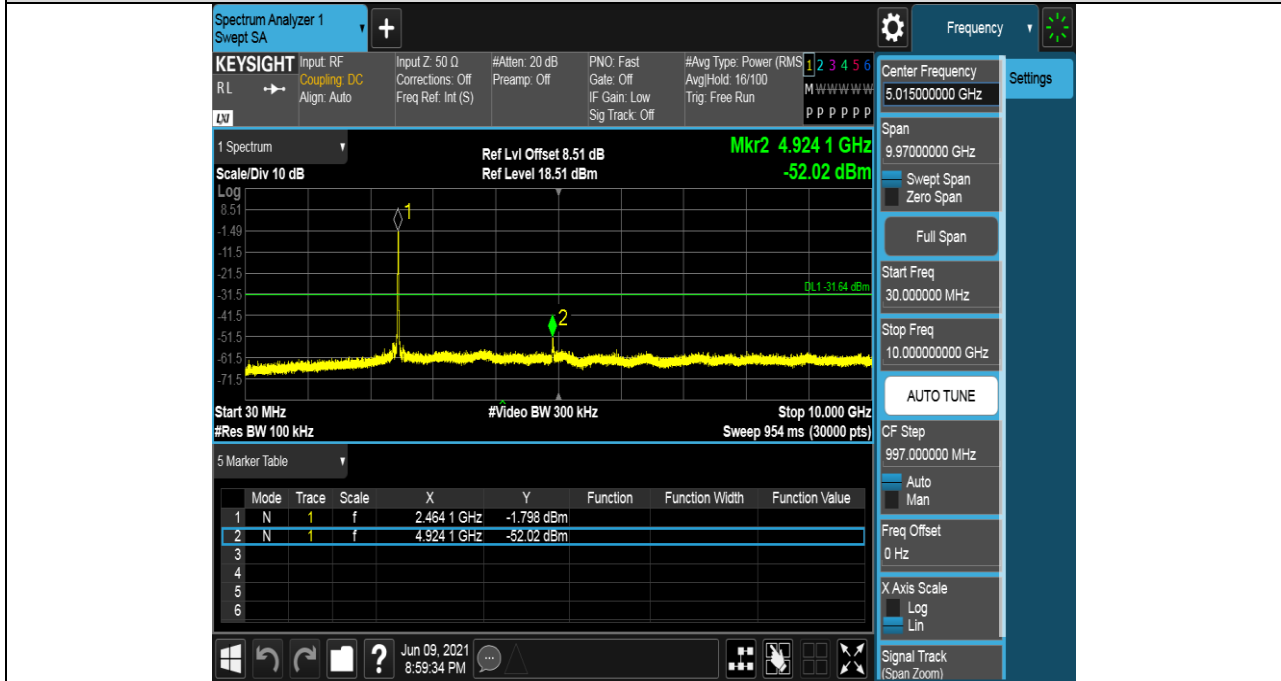 Spectrum Analyzer 1
Swept SA
Frequency
KEYSIGHT
RL
LXI
Input: RF
Coupling: DC
Align: Auto
Input Z: 50 Ω
Corrections: Off
Freq Ref: Int (S)
#Atten: 20 dB
Preamp: Off
PNO: Fast
Gate: Off
IF Gain: Low
Sig Track: Off
#Avg Type: Power (RMS
Avg|Hold: 16/100
Trig: Free Run
1 2 3 4 5 6
M W W W W W
P P P P P P
1 Spectrum
Scale/Div 10 dB
Ref Lvl Offset 8.51 dB
Ref Level 18.51 dBm
Mkr2 4.924 1 GHz
-52.02 dBm
Log
8.51
-1.49
-11.5
-21.5
-31.5
-41.5
-51.5
-61.5
-71.5
1
2
DL1 -31.64 dBm
Start 30 MHz
#Video BW 300 kHz
Stop 10.000 GHz
#Res BW 100 kHz
Sweep 954 ms (30000 pts)
5 Marker Table
Mode Trace Scale X Y Function Function Width Function Value
1 N 1 f 2.464 1 GHz -1.798 dBm
2 N 1 f 4.924 1 GHz -52.02 dBm
3
4
5
6
Jun 09, 2021
8:59:34 PM
Center Frequency
5.015000000 GHz
Settings
Span
9.97000000 GHz
Swept Span
Zero Span
Full Span
Start Freq
30.000000 MHz
Stop Freq
10.000000000 GHz
AUTO TUNE
CF Step
997.000000 MHz
Auto
Man
Freq Offset
0 Hz
X Axis Scale
Log
Lin
Signal Track
(Span Zoom)